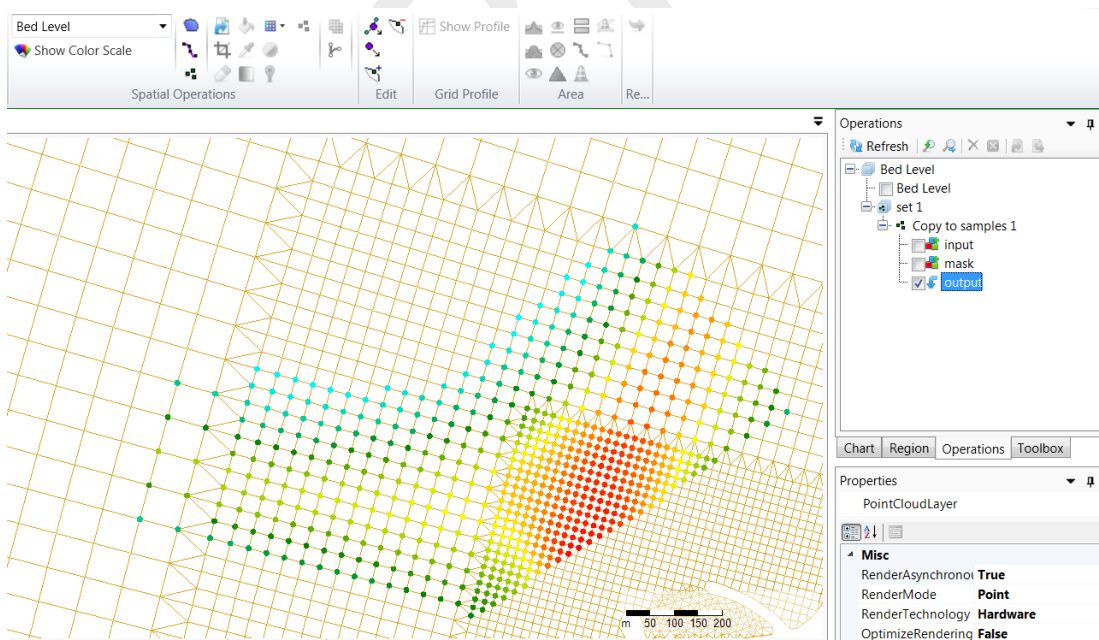 Bed Level
Show Color Scale
Show Profile
Spatial Operations
Edit
Grid Profile
Area
Re...
Operations
Refresh
Bed Level
Bed Level
set 1
Copy to samples 1
input
mask
output
Chart
Region
Operations
Toolbox
Properties
PointCloudLayer
Misc
RenderAsynchronou True
RenderMode Point
RenderTechnology Hardware
OptimizeRendering False
m 50 100 150 200